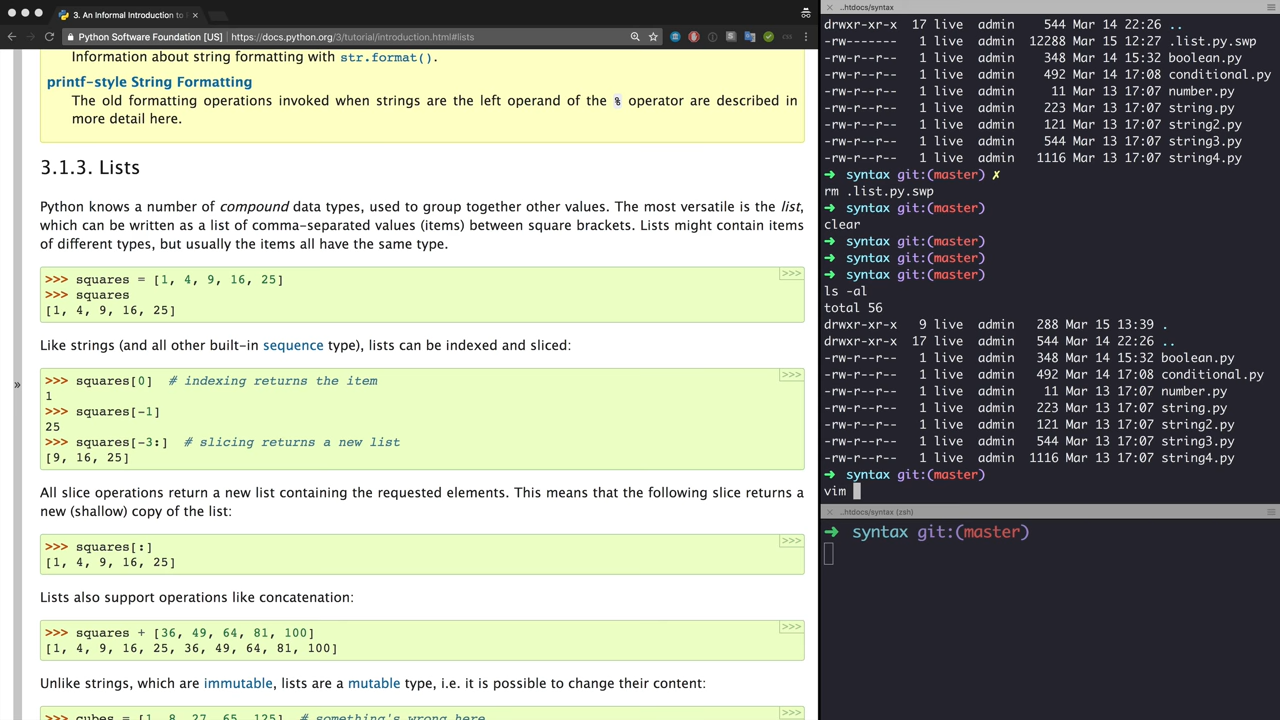 3. An Informal Introduction to
Python Software Foundation [US] | https://docs.python.org/3/tutorial/introduction.html#lists
Information about string formatting with str.format().
printf-style String Formatting
The old formatting operations invoked when strings are the left operand of the % operator are described in
more detail here.
3.1.3. Lists
Python knows a number of compound data types, used to group together other values. The most versatile is the list,
which can be written as a list of comma-separated values (items) between square brackets. Lists might contain items
of different types, but usually the items all have the same type.
>>> squares = [1, 4, 9, 16, 25]
>>>
>>> squares
[1, 4, 9, 16, 25]
Like strings (and all other built-in sequence type), lists can be indexed and sliced:
>>> squares[0]  # indexing returns the item
>>>
1
>>> squares[-1]
25
>>> squares[-3:]  # slicing returns a new list
[9, 16, 25]
All slice operations return a new list containing the requested elements. This means that the following slice returns a
new (shallow) copy of the list:
>>> squares[:]
>>>
[1, 4, 9, 16, 25]
Lists also support operations like concatenation:
>>> squares + [36, 49, 64, 81, 100]
>>>
[1, 4, 9, 16, 25, 36, 49, 64, 81, 100]
Unlike strings, which are immutable, lists are a mutable type, i.e. it is possible to change their content:
>>> cubes = [1, 8, 27, 65, 125]  # something's wrong here
>>>
..htdocs/syntax
drwxr-xr-x  17 live  admin    544 Mar 14 22:26 ..
-rw-------   1 live  admin  12288 Mar 15 12:27 .list.py.swp
-rw-r--r--   1 live  admin    348 Mar 14 15:32 boolean.py
-rw-r--r--   1 live  admin    492 Mar 14 17:08 conditional.py
-rw-r--r--   1 live  admin     11 Mar 13 17:07 number.py
-rw-r--r--   1 live  admin    223 Mar 13 17:07 string.py
-rw-r--r--   1 live  admin    121 Mar 13 17:07 string2.py
-rw-r--r--   1 live  admin    544 Mar 13 17:07 string3.py
-rw-r--r--   1 live  admin   1116 Mar 13 17:07 string4.py
➜ syntax git:(master) ✗
rm .list.py.swp
➜ syntax git:(master)
clear
➜ syntax git:(master)
➜ syntax git:(master)
➜ syntax git:(master)
ls -al
total 56
drwxr-xr-x   9 live  admin    288 Mar 15 13:39 .
drwxr-xr-x  17 live  admin    544 Mar 14 22:26 ..
-rw-r--r--   1 live  admin    348 Mar 14 15:32 boolean.py
-rw-r--r--   1 live  admin    492 Mar 14 17:08 conditional.py
-rw-r--r--   1 live  admin     11 Mar 13 17:07 number.py
-rw-r--r--   1 live  admin    223 Mar 13 17:07 string.py
-rw-r--r--   1 live  admin    121 Mar 13 17:07 string2.py
-rw-r--r--   1 live  admin    544 Mar 13 17:07 string3.py
-rw-r--r--   1 live  admin   1116 Mar 13 17:07 string4.py
➜ syntax git:(master)
vim
..htdocs/syntax (zsh)
➜ syntax git:(master)